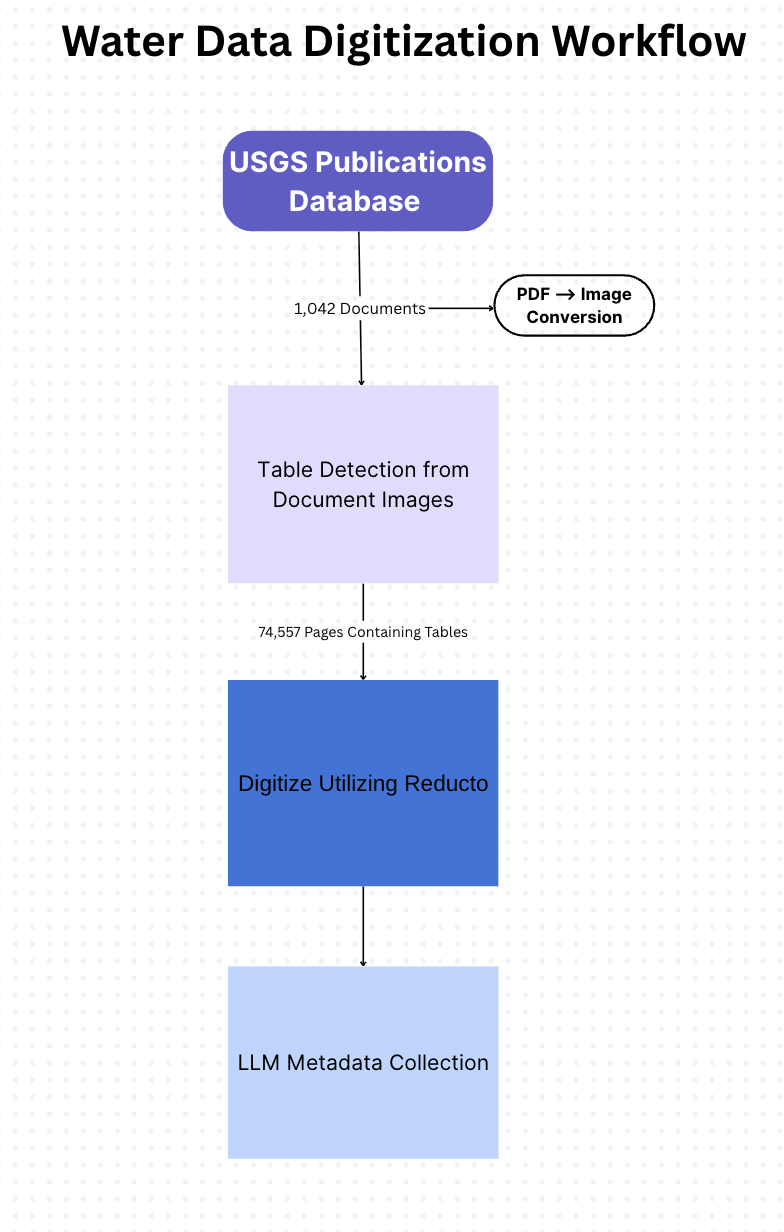 Water Data Digitization Workflow
USGS Publications
Database
1,042 Documents
PDF → Image
Conversion
Table Detection from
Document Images
74,557 Pages Containing Tables
Digitize Utilizing Reducto
LLM Metadata Collection